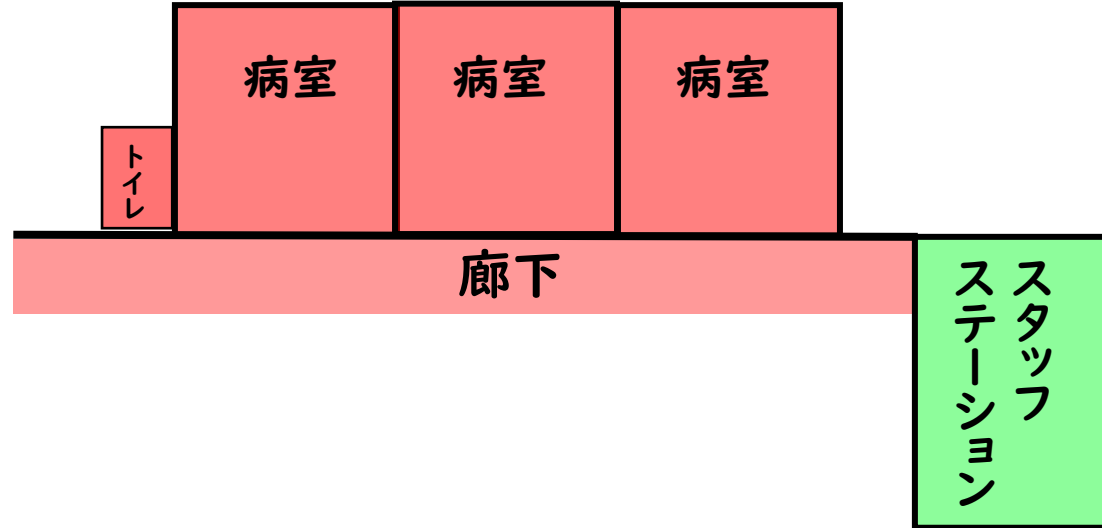 病室
病室
病室
トイレ
廊下
スタッフ
ステーション